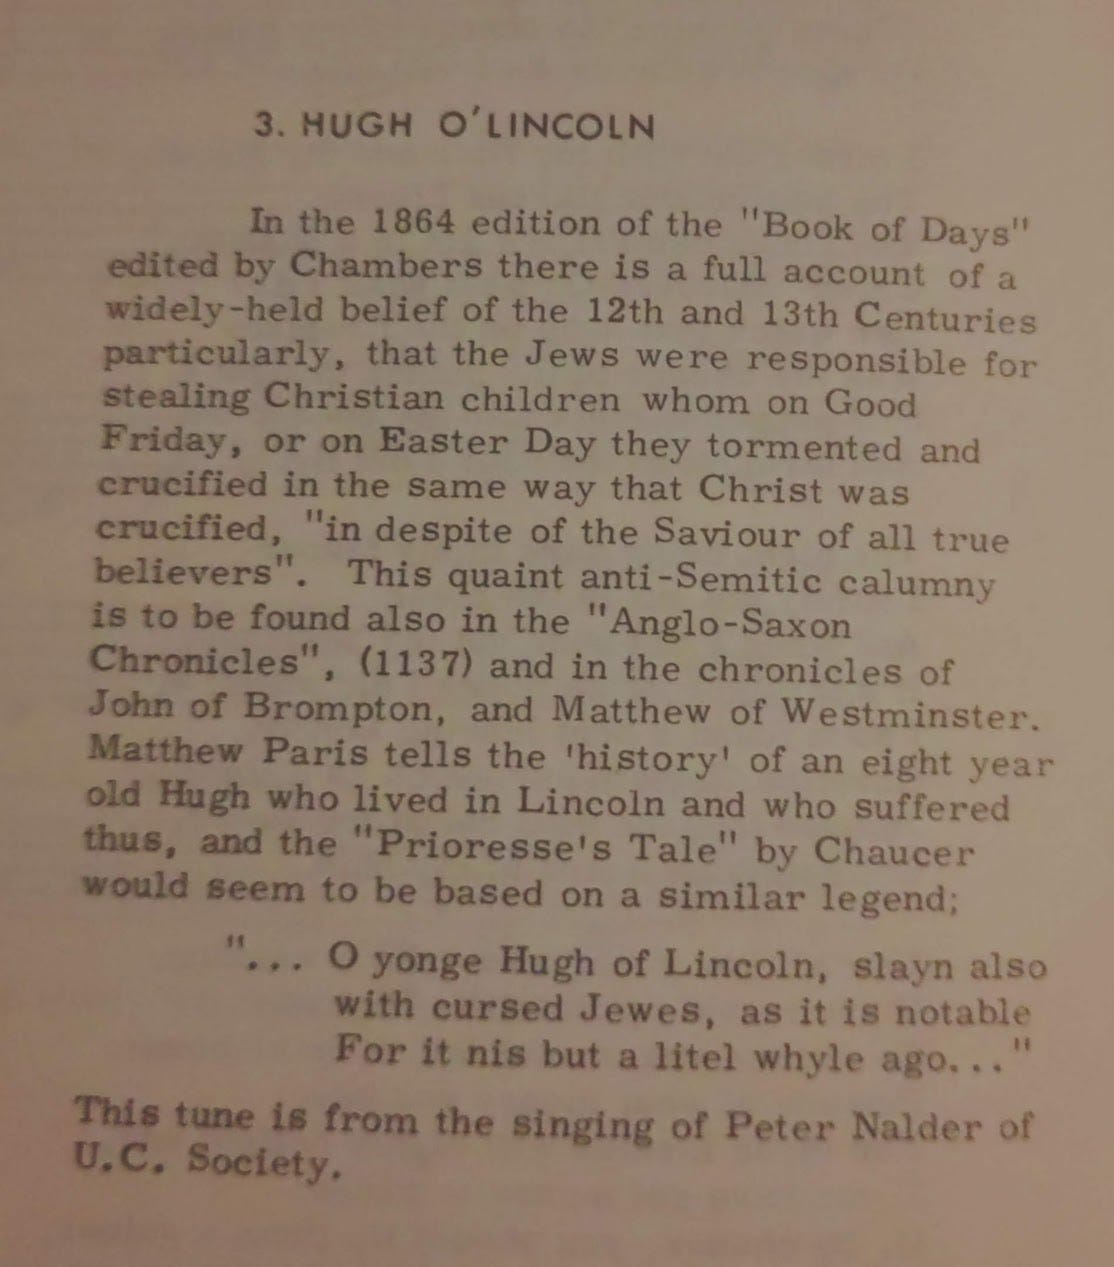 3. HUGH O'LINCOLN
In the 1864 edition of the "Book of Days"
edited by Chambers there is a full account of a
widely-held belief of the 12th and 13th Centuries
particularly, that the Jews were responsible for
stealing Christian children whom on Good
Friday, or on Easter Day they tormented and
crucified in the same way that Christ was
crucified, "in despite of the Saviour of all true
believers". This quaint anti-Semitic calumny
is to be found also in the "Anglo-Saxon
Chronicles", (1137) and in the chronicles of
John of Brompton, and Matthew of Westminster.
Matthew Paris tells the 'history' of an eight year
old Hugh who lived in Lincoln and who suffered
thus, and the "Prioresse's Tale" by Chaucer
would seem to be based on a similar legend;
"... O yonge Hugh of Lincoln, slayn also
with cursed Jewes, as it is notable
For it nis but a litel whyle ago..."
This tune is from the singing of Peter Nalder of
U.C. Society.